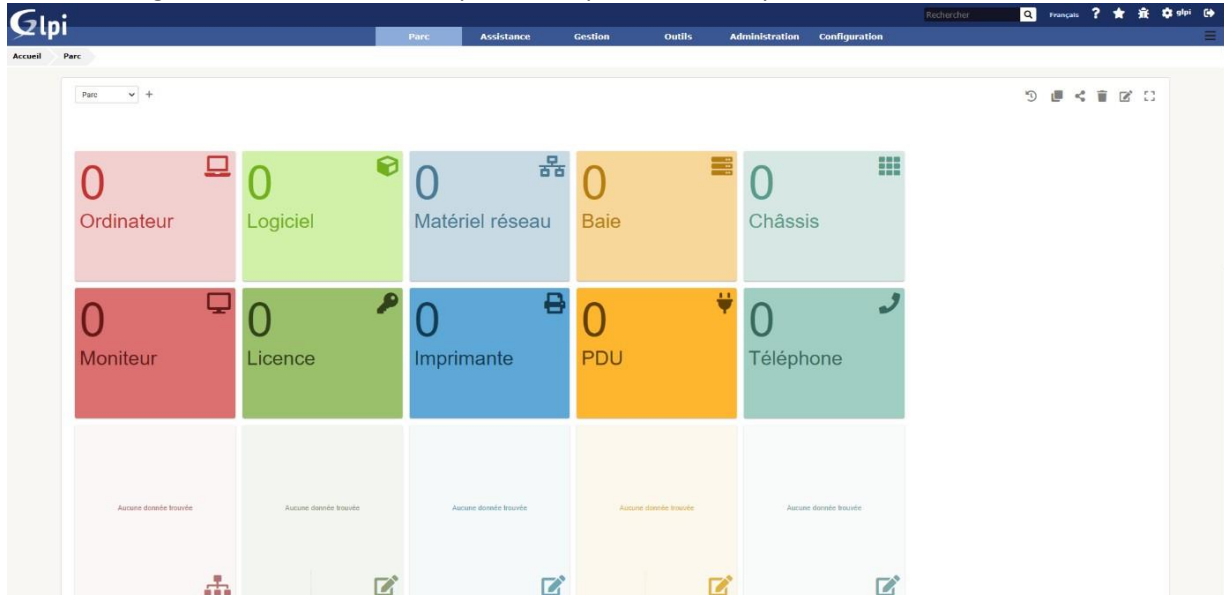 Glpi
Rechercher Français ? glpi
Parc Assistance Gestion Outils Administration Configuration
Accueil Parc
Parc +
0 0 0 0 0
Ordinateur Logiciel Matériel réseau Baie Châssis
0 0 0 0 0
Moniteur Licence Imprimante PDU Téléphone
Aucune donnée trouvée Aucune donnée trouvée Aucune donnée trouvée Aucune donnée trouvée Aucune donnée trouvée